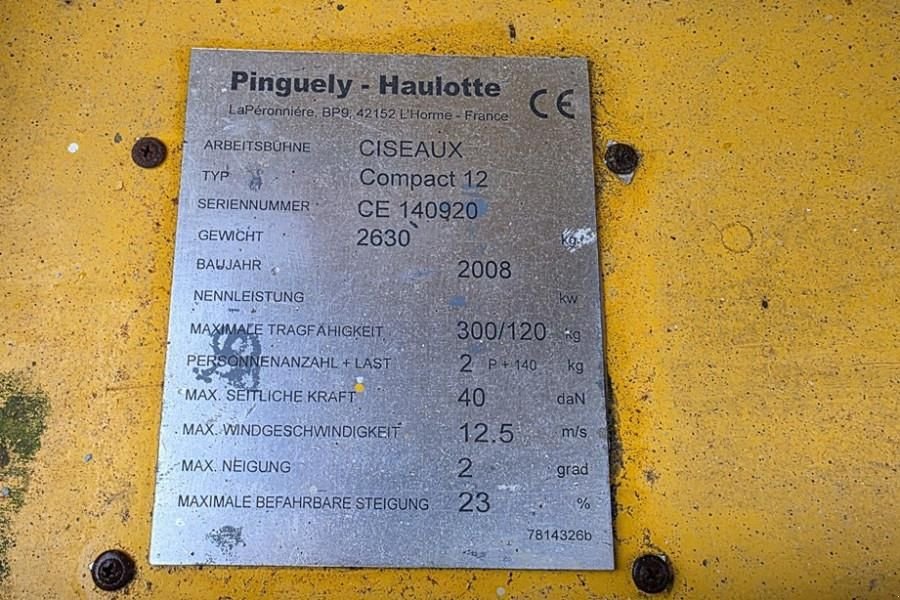 Pinguely - Haulotte
CE
LaPéronniére, BP9, 42152 L'Horme - France
ARBEITSBÜHNE CISEAUX
TYP Compact 12
SERIENNUMMER CE 140920
GEWICHT 2630 kg
BAUJAHR 2008
NENNLEISTUNG kw
MAXIMALE TRAGFÄHIGKEIT 300/120 kg
PERSONNENANZAHL + LAST 2 P + 140 kg
MAX. SEITLICHE KRAFT 40 daN
MAX. WINDGESCHWINDIGKEIT 12.5 m/s
MAX. NEIGUNG 2 grad
MAXIMALE BEFAHRBARE STEIGUNG 23 %
7814326b